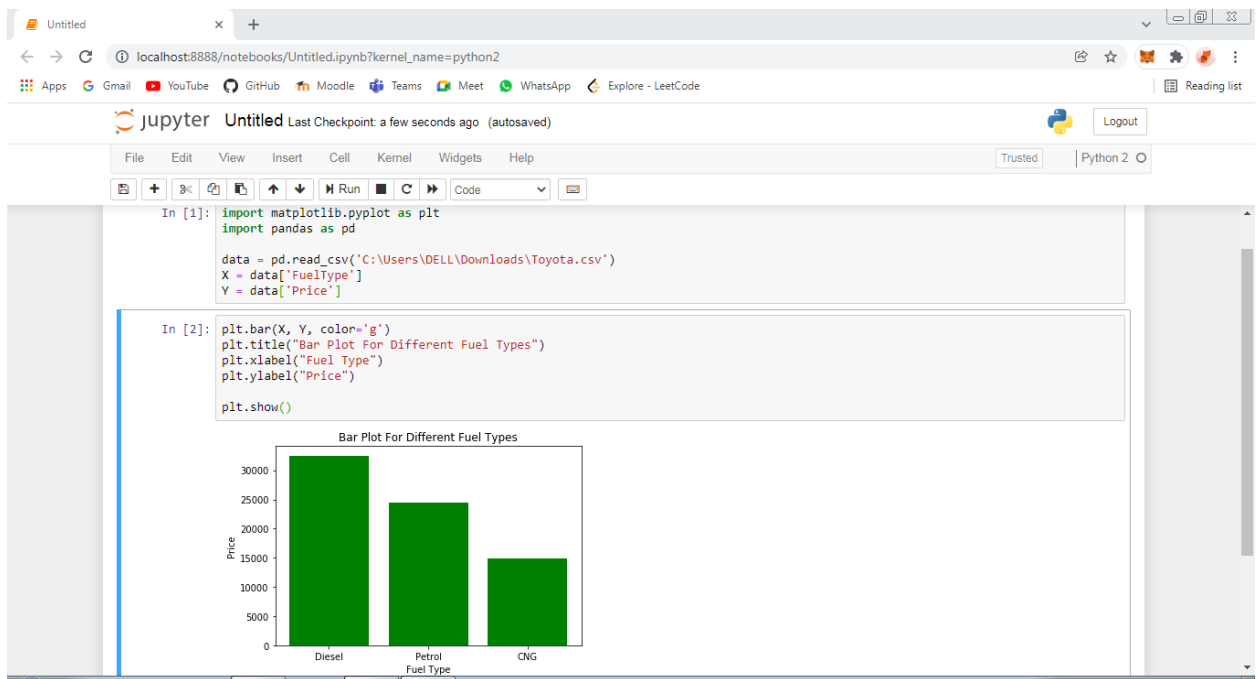 Untitled
localhost:8888/notebooks/Untitled.ipynb?kernel_name=python2
Apps Gmail YouTube GitHub Moodle Teams Meet WhatsApp Explore - LeetCode Reading list
jupyter Untitled Last Checkpoint: a few seconds ago (autosaved) Logout
File Edit View Insert Cell Kernel Widgets Help Trusted Python 2
Run Code
In [1]: import matplotlib.pyplot as plt
import pandas as pd
data = pd.read_csv('C:\Users\DELL\Downloads\Toyota.csv')
X = data['FuelType']
Y = data['Price']
In [2]: plt.bar(X, Y, color='g')
plt.title("Bar Plot For Different Fuel Types")
plt.xlabel("Fuel Type")
plt.ylabel("Price")
plt.show()
Bar Plot For Different Fuel Types
30000
25000
20000
Price
15000
10000
5000
0
Diesel Petrol CNG
Fuel Type